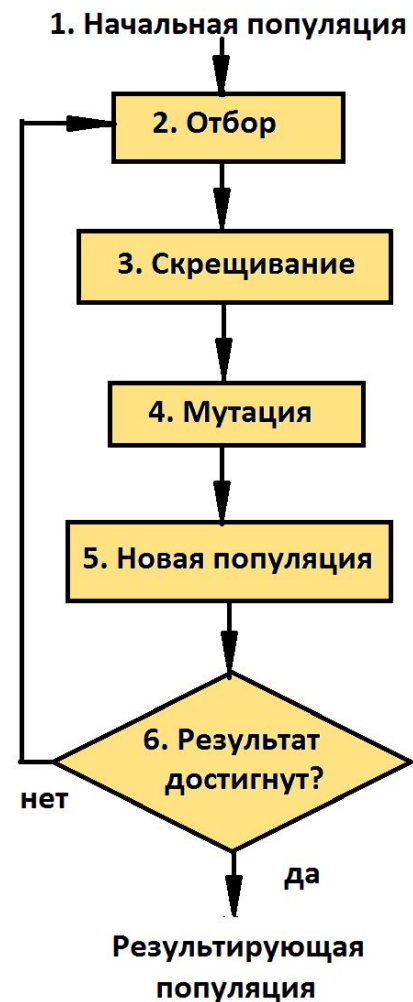 1. Начальная популяция
2. Отбор
3. Скрещивание
4. Мутация
5. Новая популяция
6. Результат
достигнут?
нет
да
Результирующая
популяция